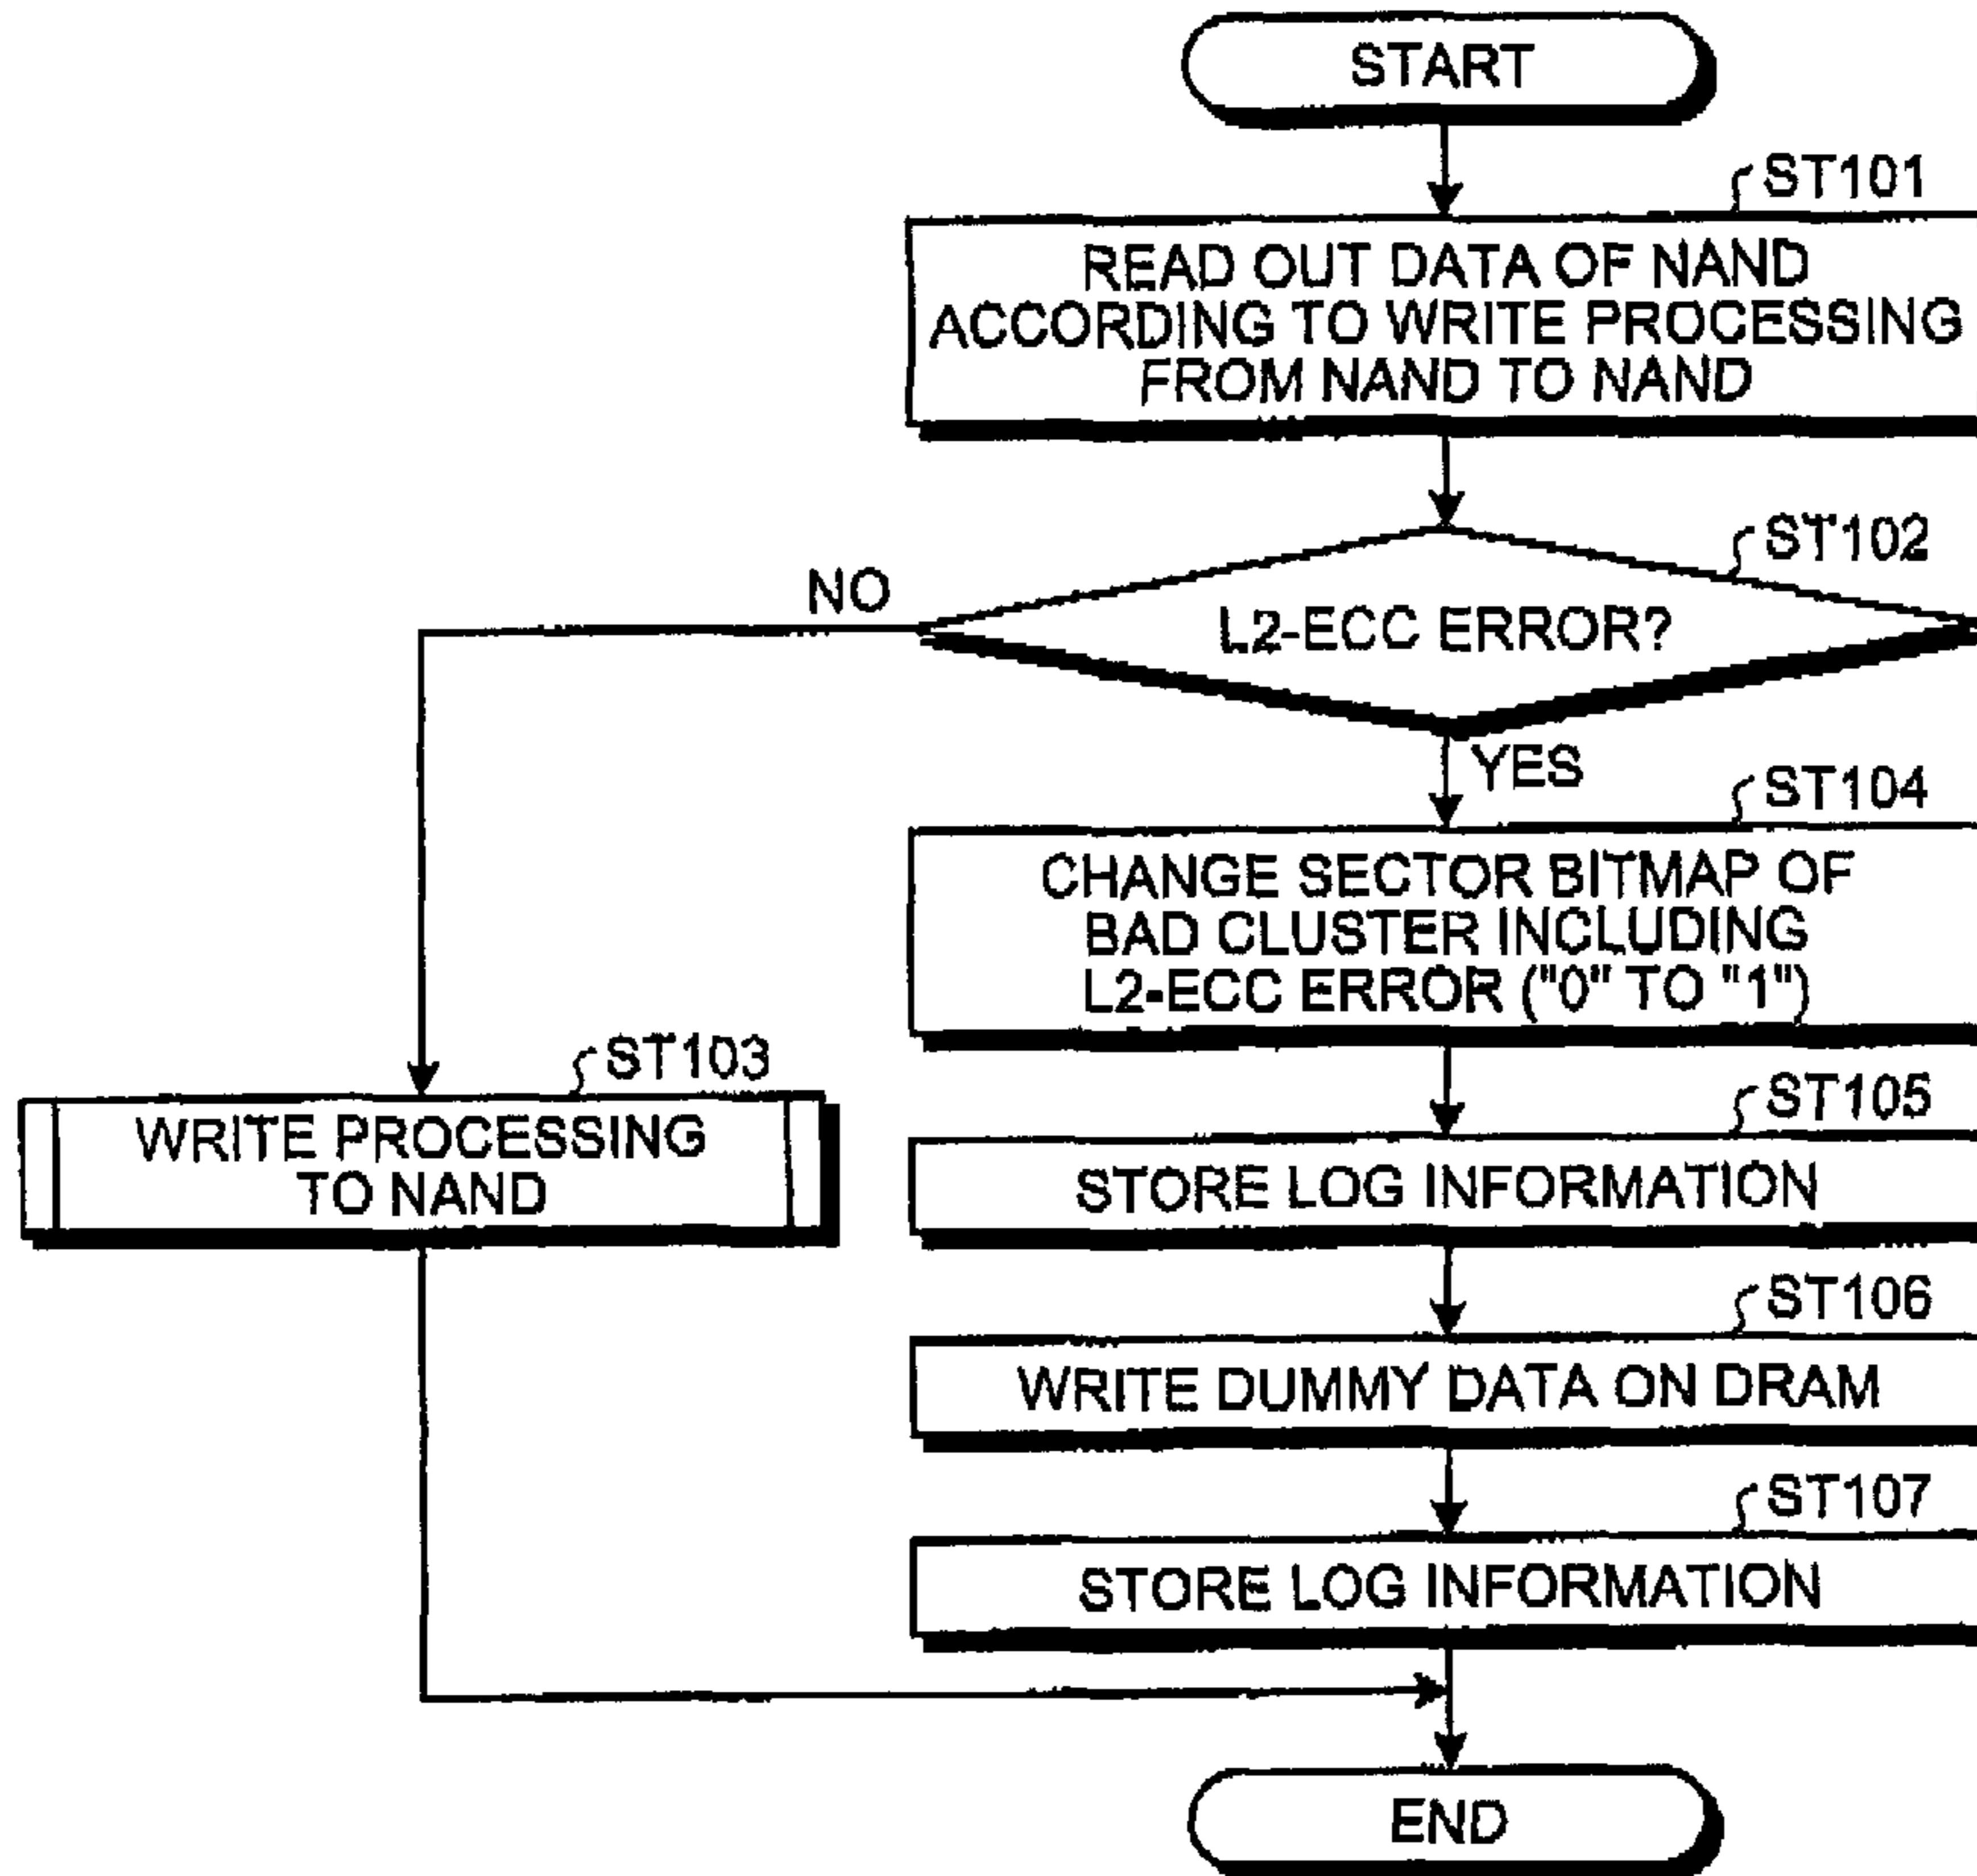 START
ST101
READ OUT DATA OF NAND
ACCORDING TO WRITE PROCESSING
FROM NAND TO NAND
ST102
NO
L2-ECC ERROR?
YES
ST104
CHANGE SECTOR BITMAP OF
BAD CLUSTER INCLUDING
L2-ECC ERROR ("0" TO "1")
ST103
WRITE PROCESSING
TO NAND
ST105
STORE LOG INFORMATION
ST106
WRITE DUMMY DATA ON DRAM
ST107
STORE LOG INFORMATION
END